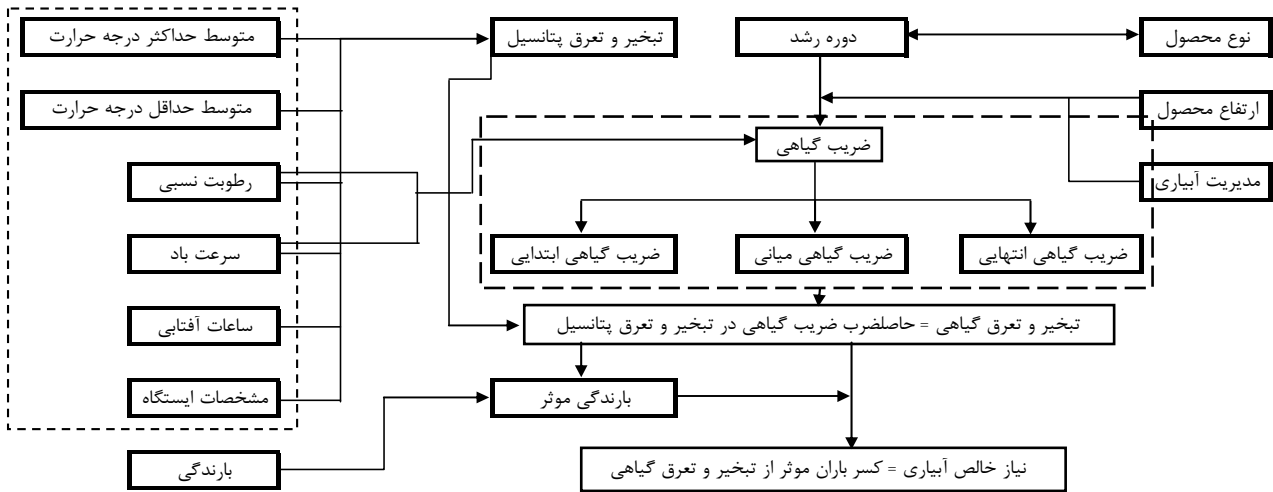 نوع محصول
دوره رشد
تبخیر و تعرق پتانسیل
متوسط حداکثر درجه حرارت
ارتفاع محصول
متوسط حداقل درجه حرارت
ضریب گیاهی
مدیریت آبیاری
رطوبت نسبی
ضریب گیاهی انتهایی
ضریب گیاهی میانی
ضریب گیاهی ابتدایی
سرعت باد
تبخیر و تعرق گیاهی = حاصلضرب ضریب گیاهی در تبخیر و تعرق پتانسیل
ساعات آفتابی
بارندگی موثر
مشخصات ایستگاه
نیاز خالص آبیاری = کسر باران موثر از تبخیر و تعرق گیاهی
بارندگی